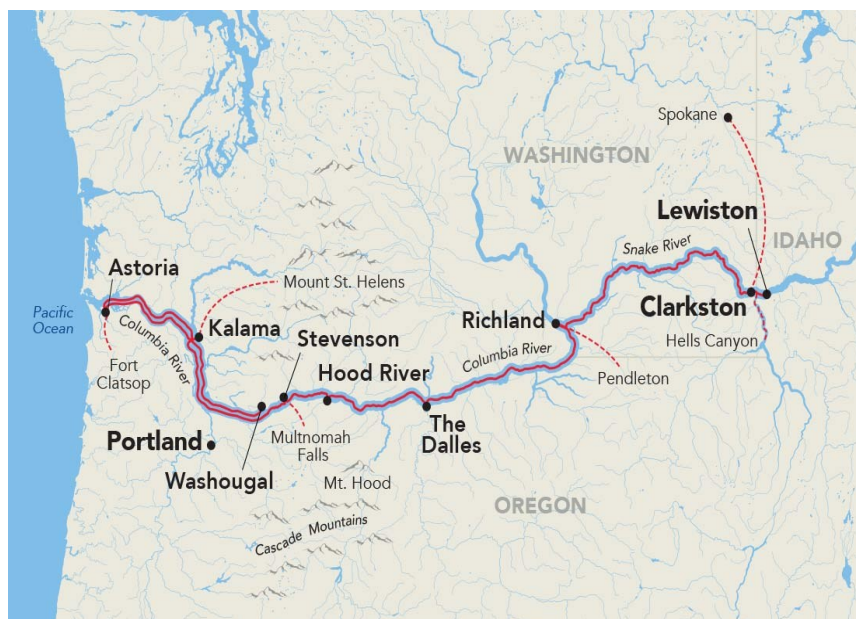 Spokane
WASHINGTON
Lewiston
IDAHO
Snake River
Astoria
Mount St. Helens
Pacific
Ocean
Columbia River
Kalama
Richland
Clarkston
Stevenson
Hells Canyon
Fort
Clatsop
Hood River
Columbia River
Pendleton
Portland
Multnomah
Falls
The
Dalles
Washougal
Mt. Hood
OREGON
Cascade Mountains